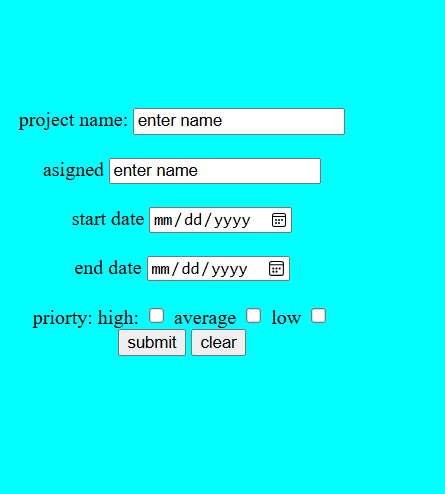 project name: enter name
asigned enter name
start date mm/dd/yyyy
end date mm/dd/yyyy
priorty: high: average low
submit clear